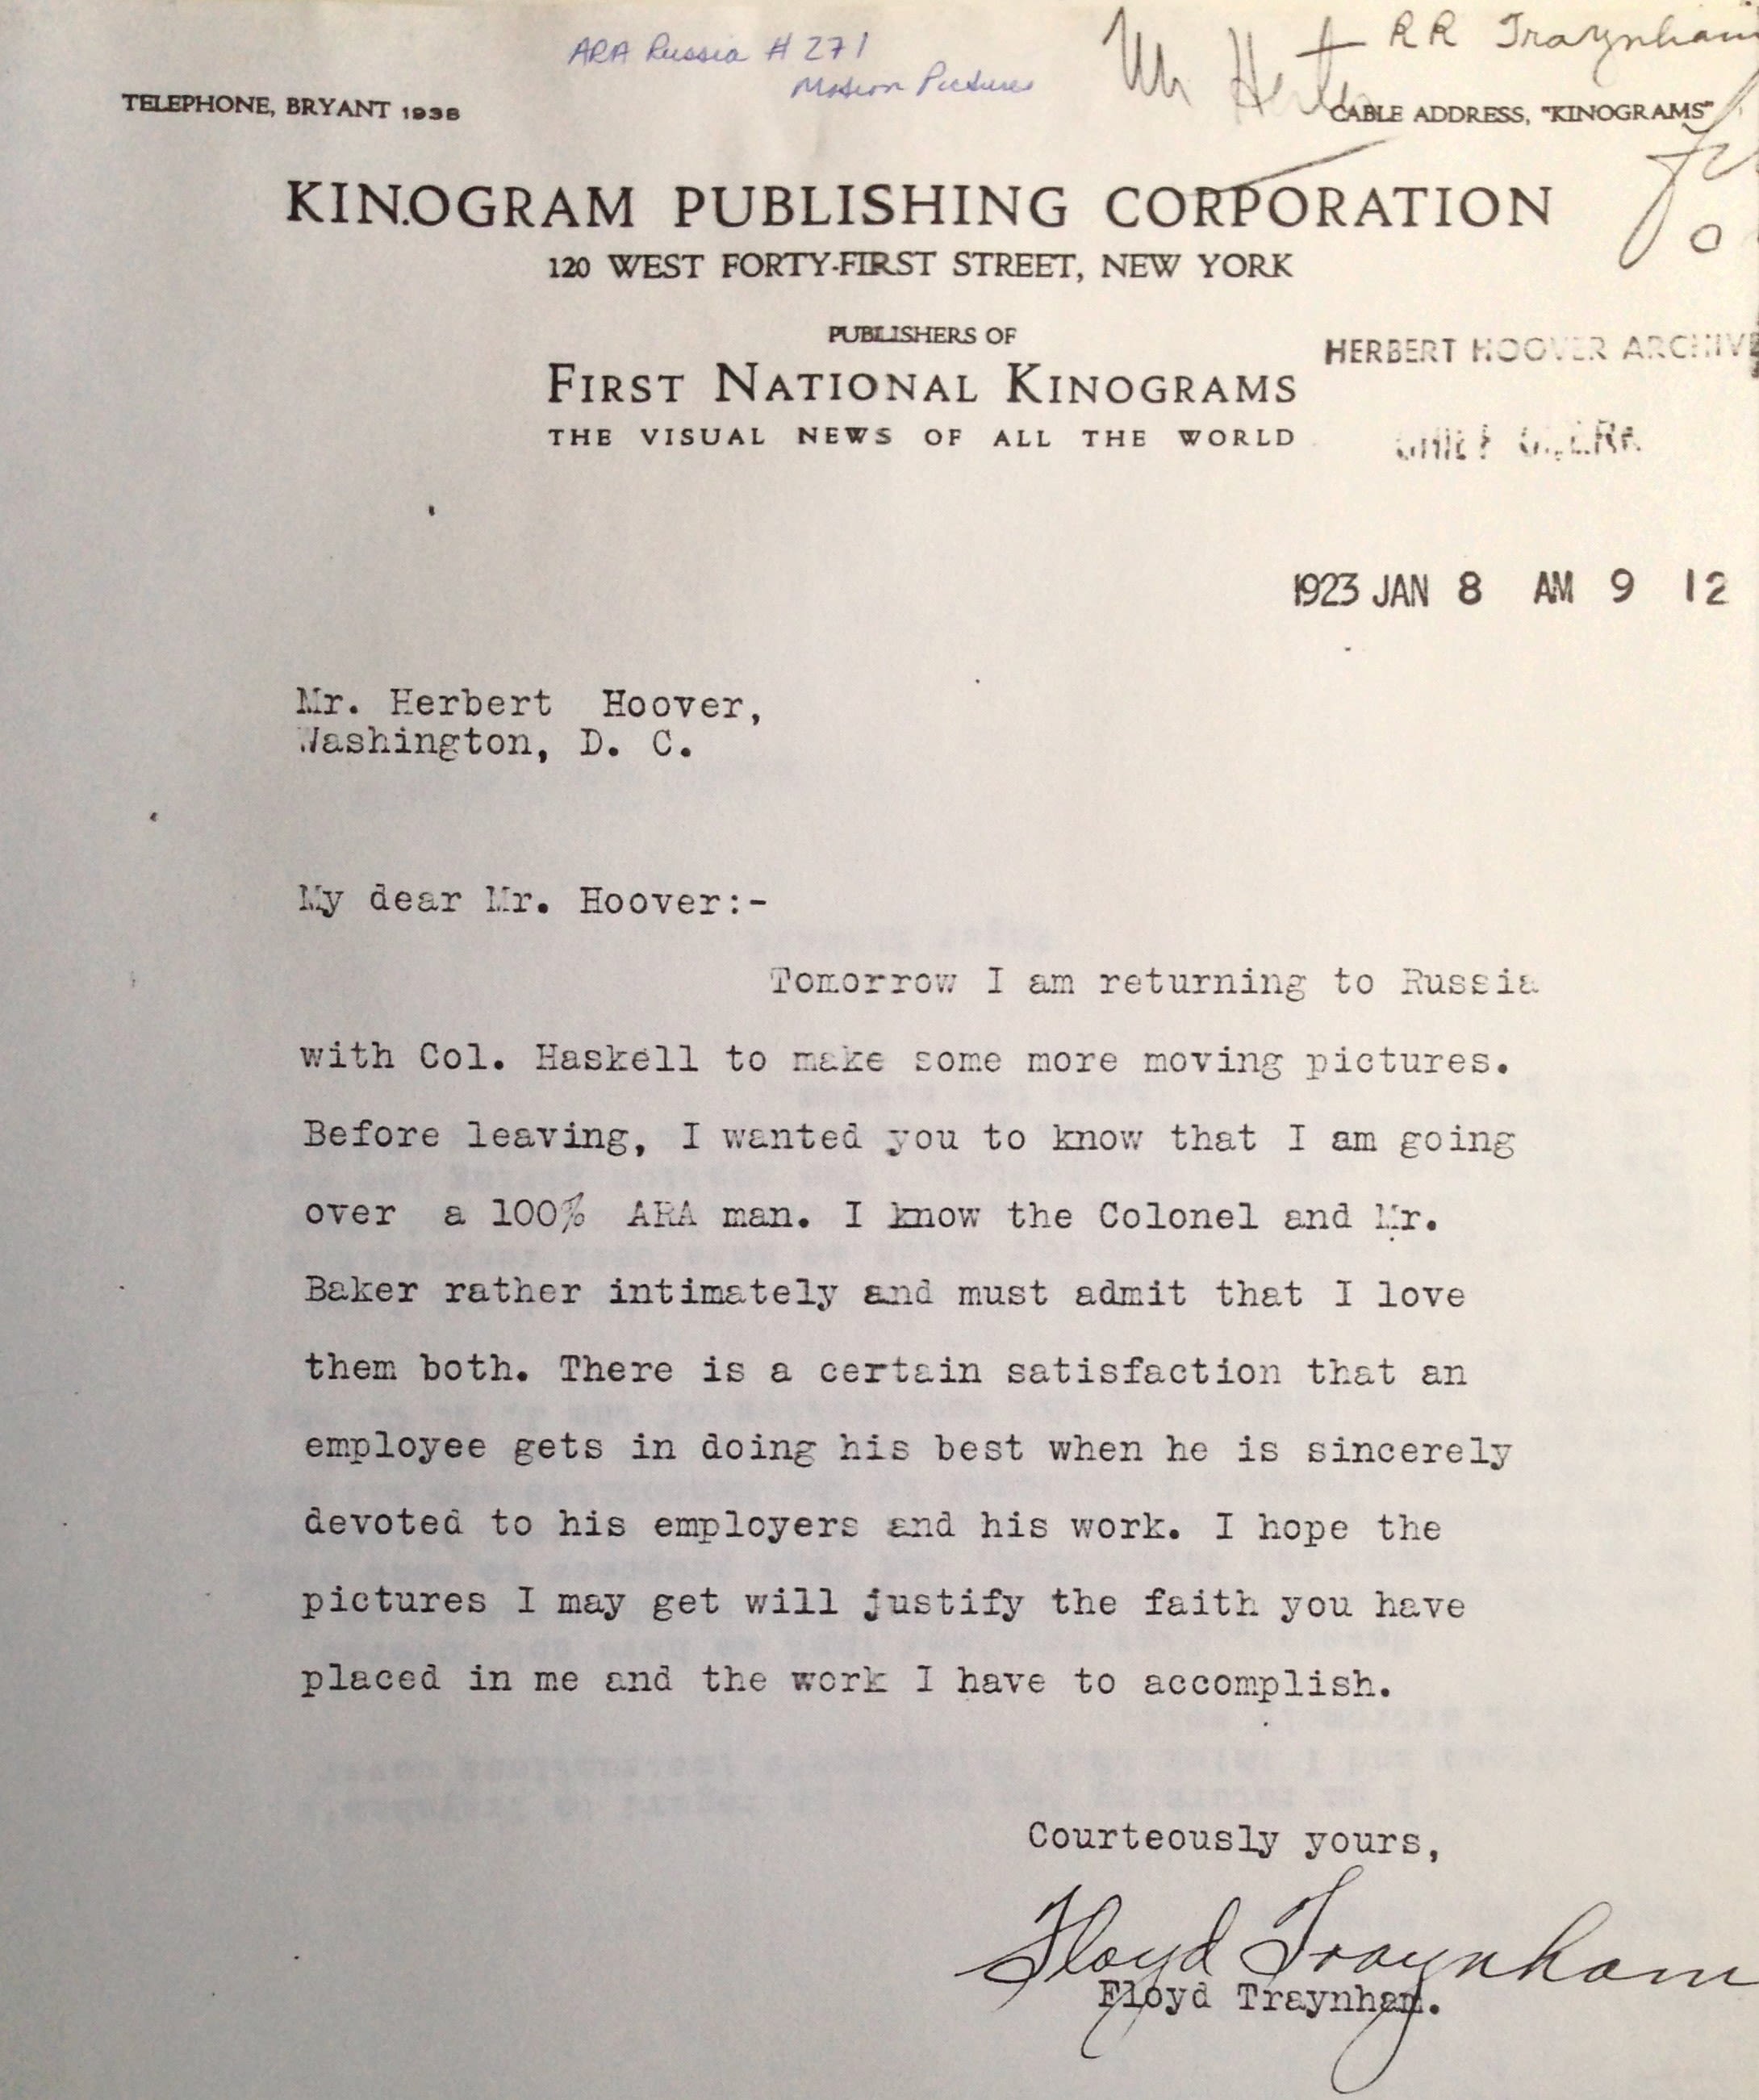 ARA Russia # 271
Motion Pictures
RR Traynham
TELEPHONE, BRYANT 1938
CABLE ADDRESS, "KINOGRAMS"
KINOGRAM PUBLISHING CORPORATION
120 WEST FORTY-FIRST STREET, NEW YORK
PUBLISHERS OF
FIRST NATIONAL KINOGRAMS
THE VISUAL NEWS OF ALL THE WORLD
HERBERT HOOVER ARCHIVE
CHIEF CLERK
1923 JAN 8 AM 9 12
Mr. Herbert Hoover,
Washington, D. C.
My dear Mr. Hoover:-
Tomorrow I am returning to Russia
with Col. Haskell to make some more moving pictures.
Before leaving, I wanted you to know that I am going
over a 100% ARA man. I know the Colonel and Mr.
Baker rather intimately and must admit that I love
them both. There is a certain satisfaction that an
employee gets in doing his best when he is sincerely
devoted to his employers and his work. I hope the
pictures I may get will justify the faith you have
placed in me and the work I have to accomplish.
Courteously yours,
Floyd Traynham
Floyd Traynham.